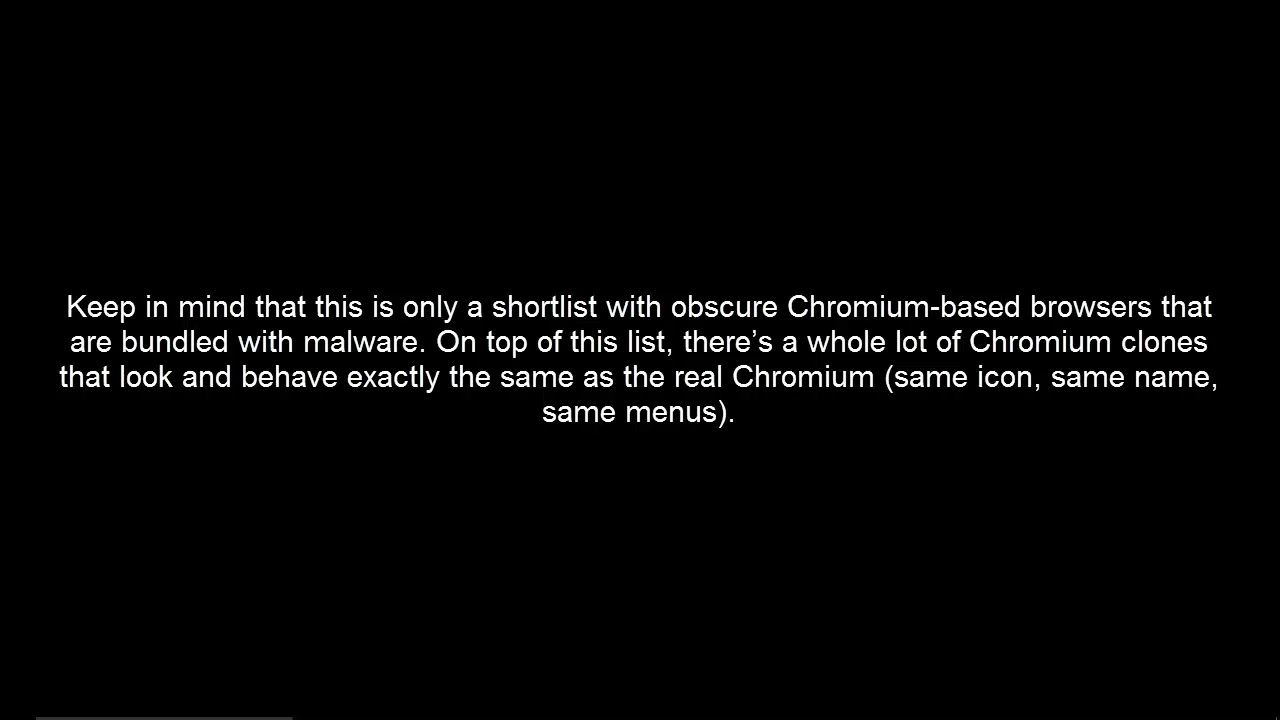 Keep in mind that this is only a shortlist with obscure Chromium-based browsers that
are bundled with malware. On top of this list, there’s a whole lot of Chromium clones
that look and behave exactly the same as the real Chromium (same icon, same name,
same menus).